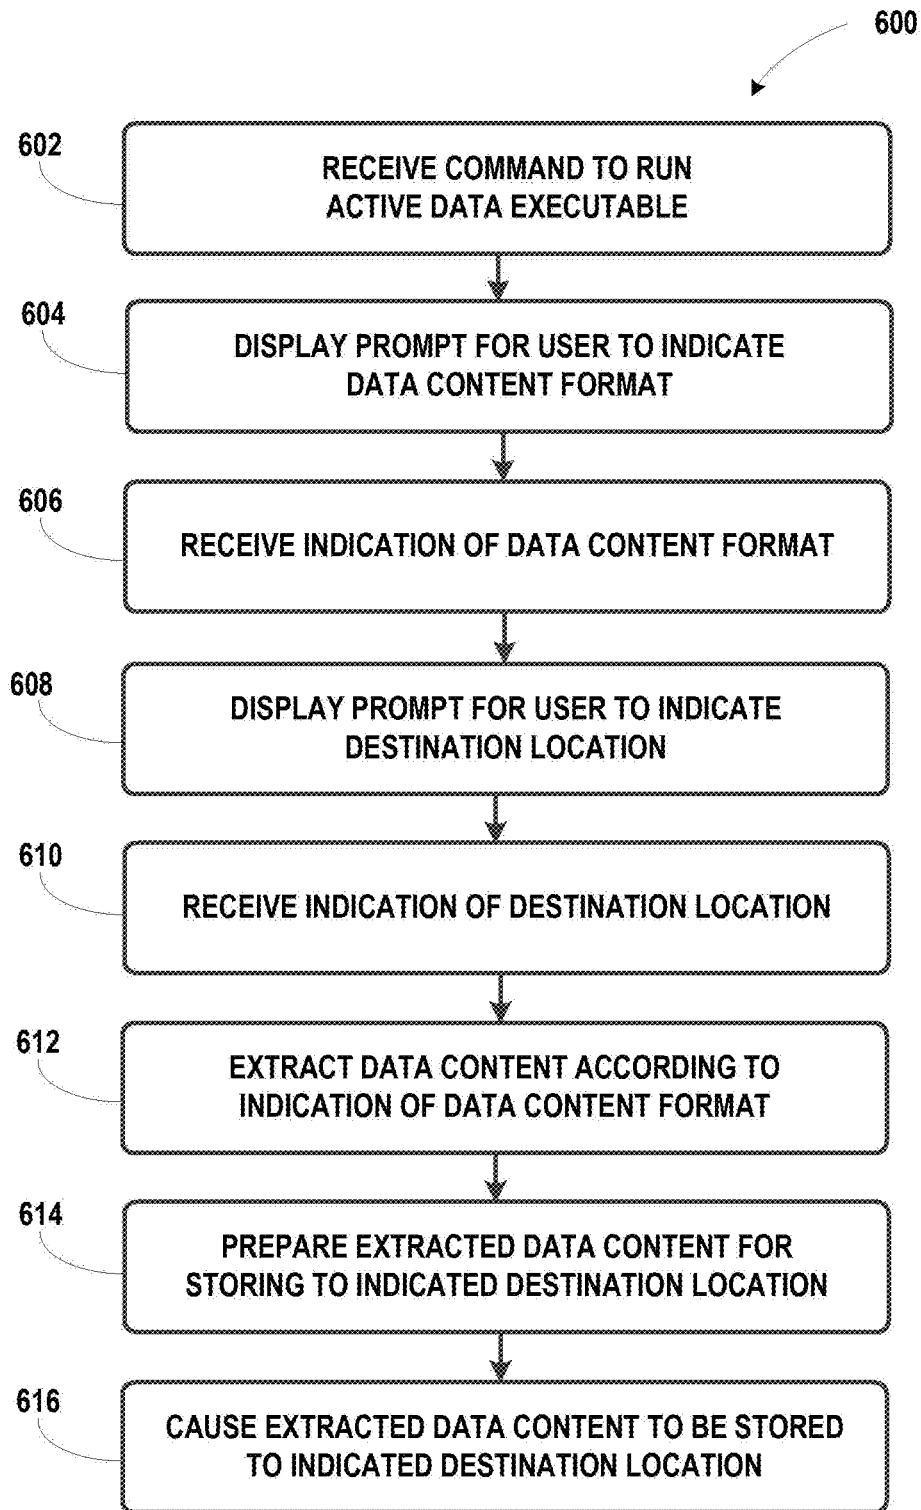 600
602
RECEIVE COMMAND TO RUN
ACTIVE DATA EXECUTABLE
604
DISPLAY PROMPT FOR USER TO INDICATE
DATA CONTENT FORMAT
606
RECEIVE INDICATION OF DATA CONTENT FORMAT
608
DISPLAY PROMPT FOR USER TO INDICATE
DESTINATION LOCATION
610
RECEIVE INDICATION OF DESTINATION LOCATION
612
EXTRACT DATA CONTENT ACCORDING TO
INDICATION OF DATA CONTENT FORMAT
614
PREPARE EXTRACTED DATA CONTENT FOR
STORING TO INDICATED DESTINATION LOCATION
616
CAUSE EXTRACTED DATA CONTENT TO BE STORED
TO INDICATED DESTINATION LOCATION